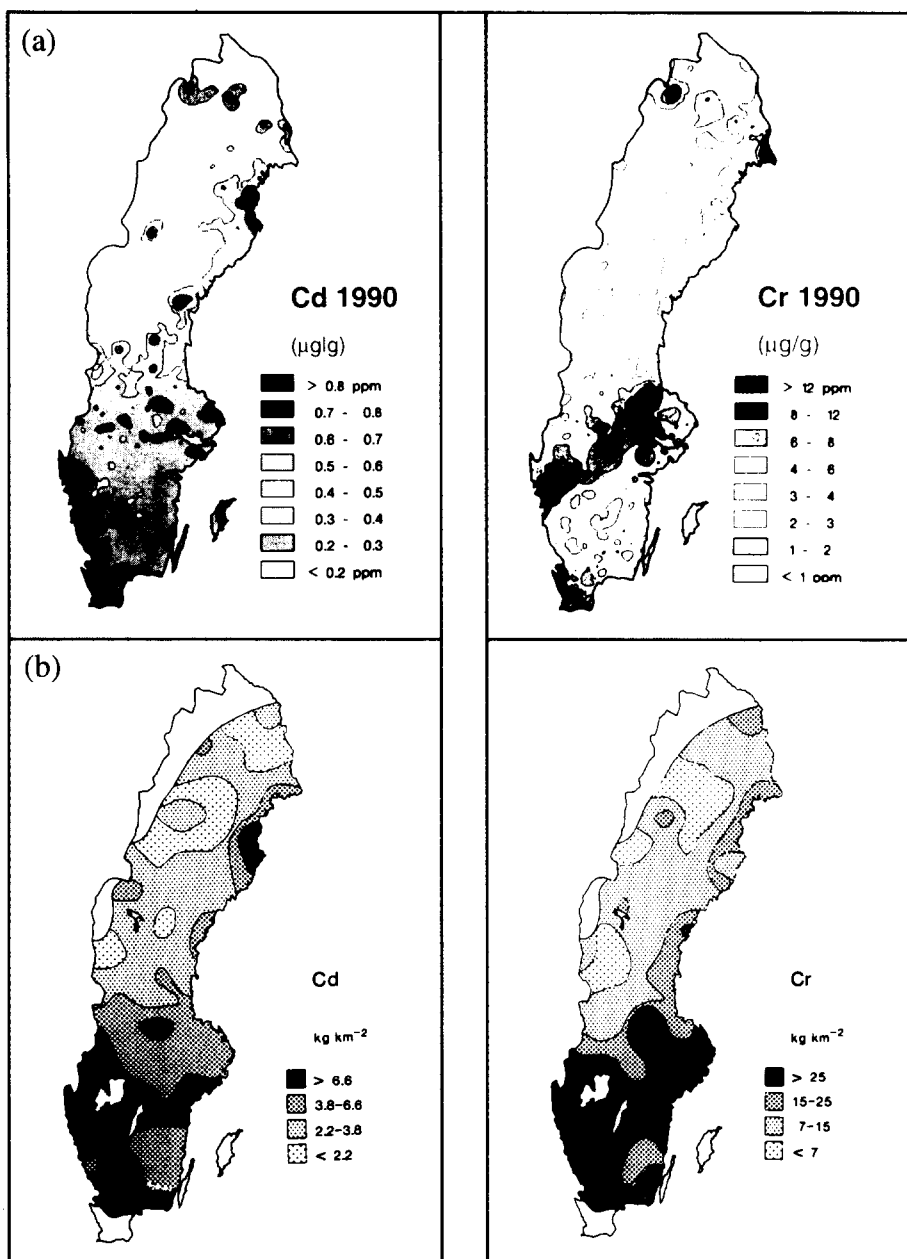 (a)
Cd 1990
(µg|g)
> 0.8 ppm
0.7 - 0.8
0.6 - 0.7
0.5 - 0.6
0.4 - 0.5
0.3 - 0.4
0.2 - 0.3
< 0.2 ppm
Cr 1990
(µg/g)
> 12 ppm
8 - 12
6 - 8
4 - 6
3 - 4
2 - 3
1 - 2
< 1 ppm
(b)
Cd
kg km⁻²
> 6.6
3.8–6.6
2.2–3.8
< 2.2
Cr
kg km⁻²
> 25
15-25
7-15
< 7